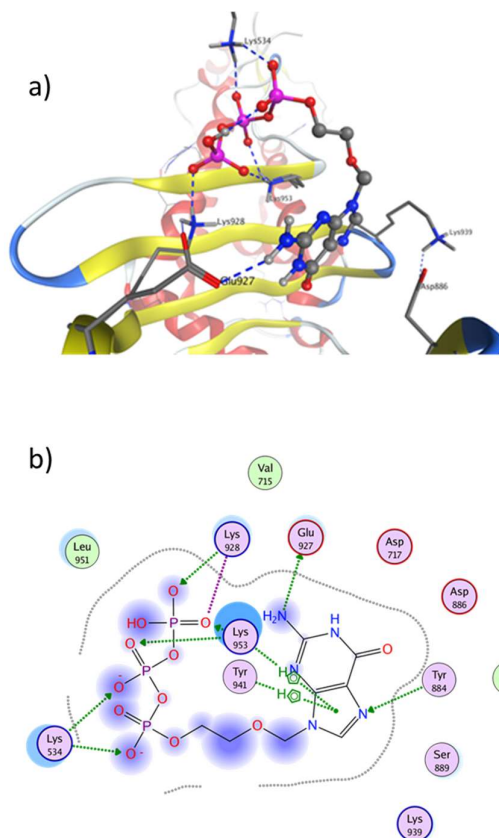 a)
Lys534
Lys953
Lys928
Glu927
Lys939
Asp886
b)
Val
715
Leu
951
Lys
928
Glu
927
Asp
717
Asp
886
O
HO
P
O
O
Lys
953
H
H₂N
NH
N
O
O⁻
P
O
Tyr
941
H
Tyr
884
N
N
O
P
O
O
O⁻
Lys
534
Ser
889
Lys
939